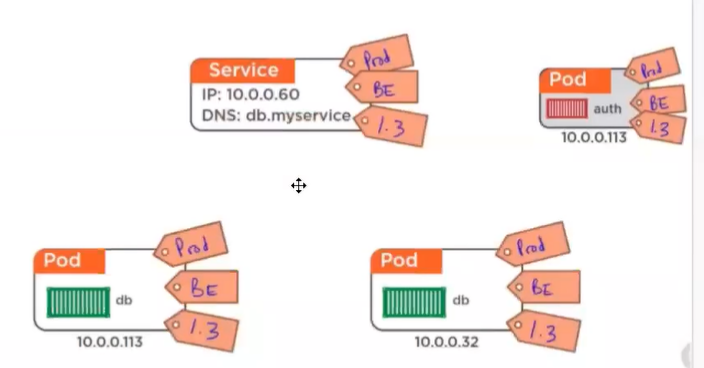 Service
IP: 10.0.0.60
DNS: db.myservice
Prod
BE
1.3
Pod
auth
10.0.0.113
Prod
BE
1.3
Pod
db
10.0.0.113
Prod
BE
1.3
Pod
db
10.0.0.32
Prod
BE
1.3